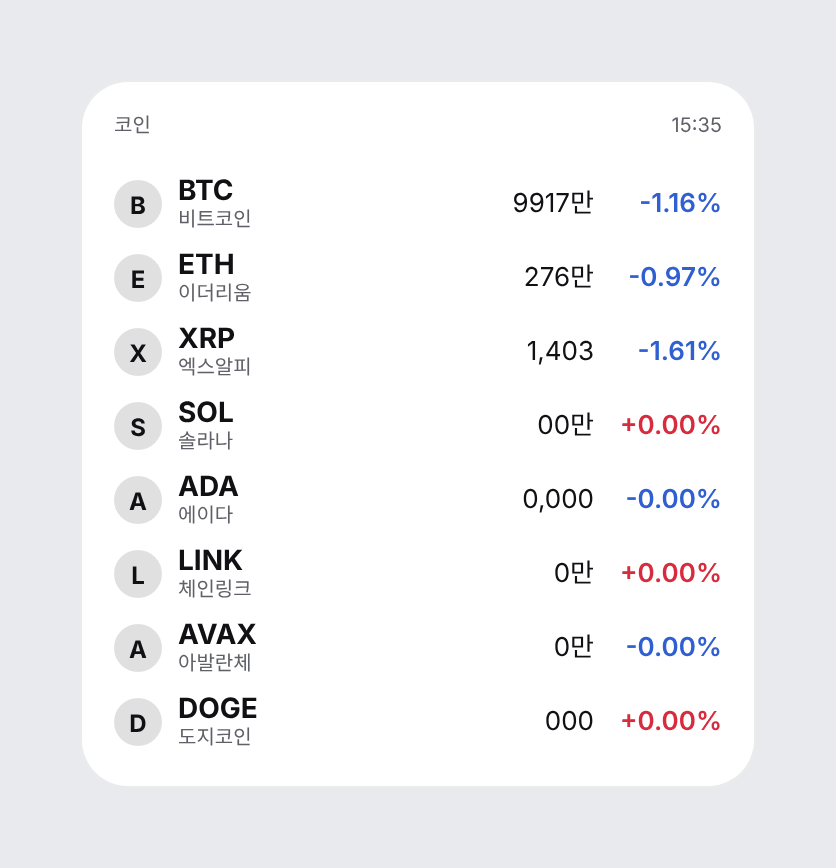 코인 15:35
B BTC 9917만 -1.16%
비트코인
E ETH 276만 -0.97%
이더리움
X XRP 1,403 -1.61%
엑스알피
S SOL 00만 +0.00%
솔라나
A ADA 0,000 -0.00%
에이다
L LINK 0만 +0.00%
체인링크
A AVAX 0만 -0.00%
아발란체
D DOGE 000 +0.00%
도지코인